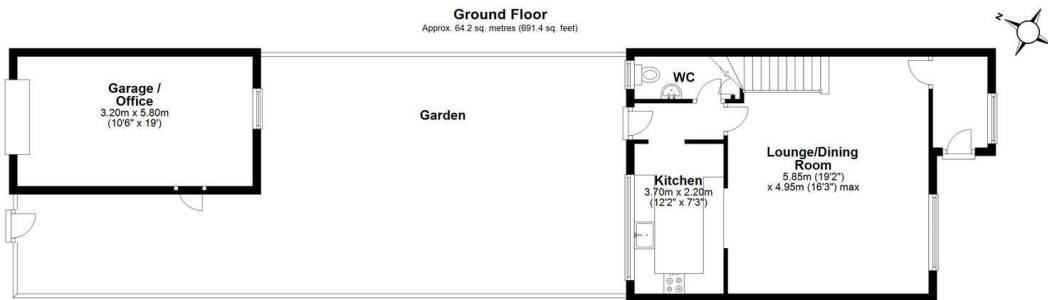 Ground Floor
Approx. 64.2 sq. metres (691.4 sq. feet)
N
Garage /
Office
3.20m x 5.80m
(10'6" x 19')
Garden
WC
Kitchen
3.70m x 2.20m
(12'2" x 7'3")
Lounge/Dining
Room
5.85m (19'2")
x 4.95m (16'3") max